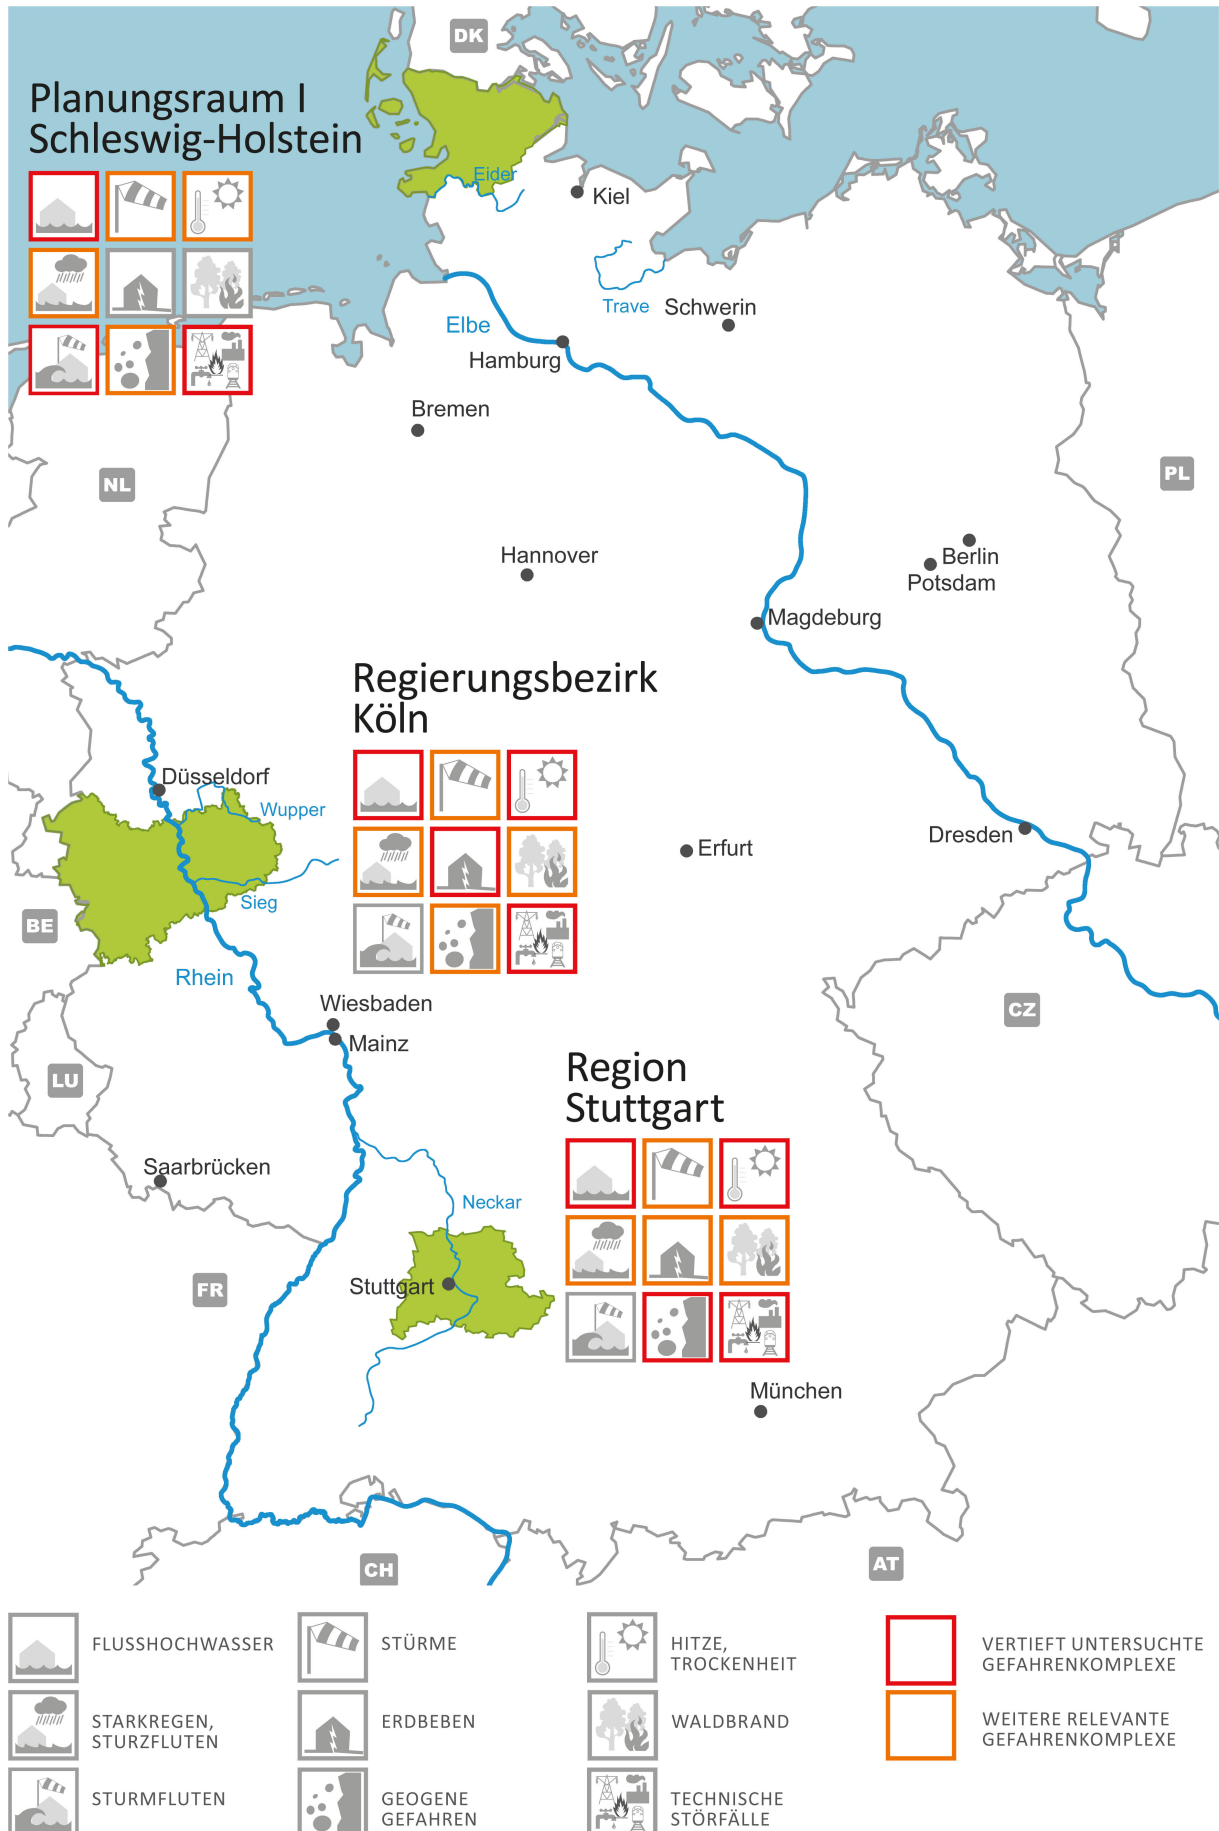 DK
Planungsraum I
Schleswig-Holstein
Eider
Kiel
Trave
Schwerin
Elbe
Hamburg
Bremen
NL
PL
Hannover
Berlin
Potsdam
Magdeburg
Regierungsbezirk
Köln
Düsseldorf
Wupper
Dresden
Erfurt
Sieg
BE
Rhein
Wiesbaden
Mainz
CZ
Region
Stuttgart
LU
Saarbrücken
Neckar
FR
Stuttgart
München
CH
AT
FLUSSHOCHWASSER
STÜRME
HITZE,
TROCKENHEIT
VERTIEFT UNTERSUCHTE
GEFAHRENKOMPLEXE
STARKREGEN,
STURZFLUTEN
ERDBEBEN
WALDBRAND
WEITERE RELEVANTE
GEFAHRENKOMPLEXE
STURMFLUTEN
GEOGENE
GEFAHREN
TECHNISCHE
STÖRFÄLLE